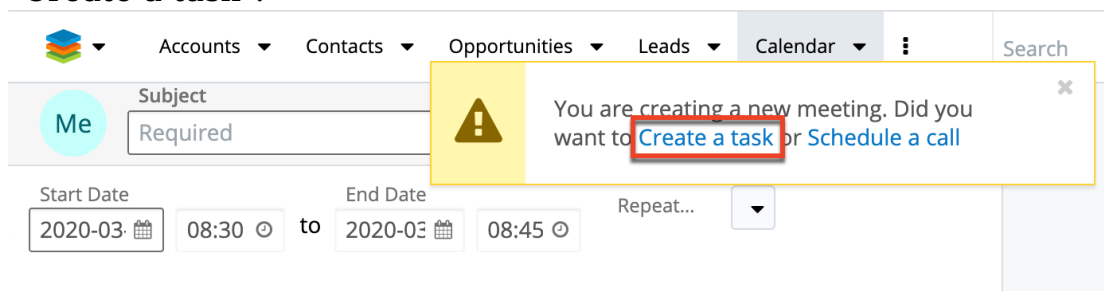 Accounts Contacts Opportunities Leads Calendar Search
You are creating a new meeting. Did you
want to Create a task or Schedule a call
Me
Subject
Required
Start Date End Date
Repeat...
2020-03- 08:30 to 2020-03 08:45